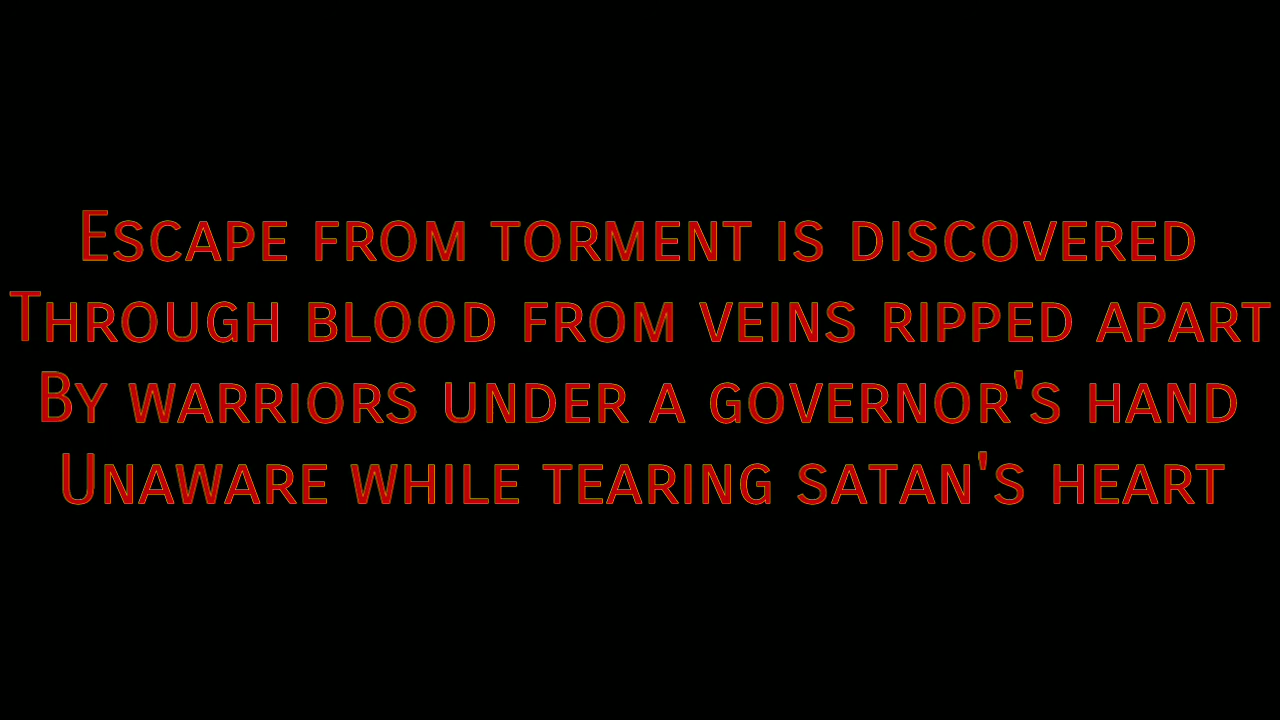 Escape from torment is discovered
Through blood from veins ripped apart
By warriors under a governor's hand
Unaware while tearing Satan's heart